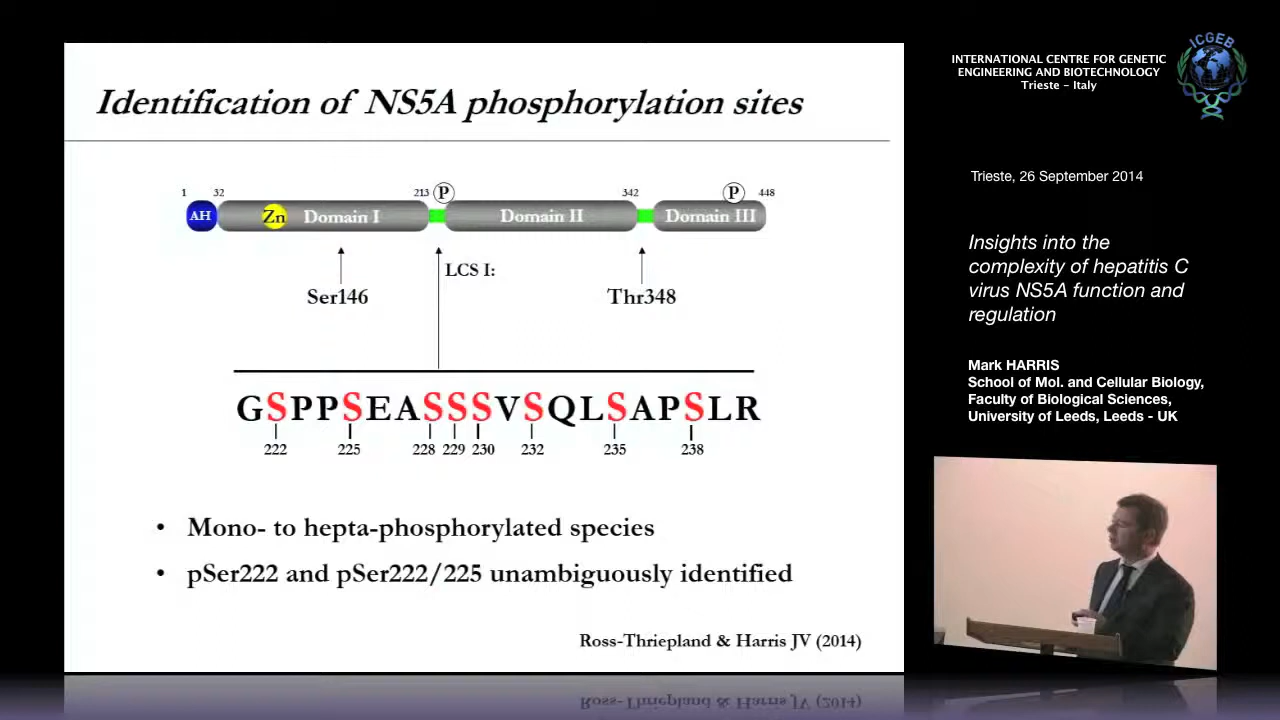 Identification of NS5A phosphorylation sites
1 32 213 P 342 P 448
AH Zn Domain I Domain II Domain III
LCS I:
Ser146 Thr348
GSPPSEASSSVSQLSAPSLR
222 225 228 229 230 232 235 238
• Mono- to hepta-phosphorylated species
• pSer222 and pSer222/225 unambiguously identified
Ross-Thriepland & Harris JV (2014)
INTERNATIONAL CENTRE FOR GENETIC
ENGINEERING AND BIOTECHNOLOGY
Trieste - Italy
ICGEB
Trieste, 26 September 2014
Insights into the
complexity of hepatitis C
virus NS5A function and
regulation
Mark HARRIS
School of Mol. and Cellular Biology,
Faculty of Biological Sciences,
University of Leeds, Leeds - UK